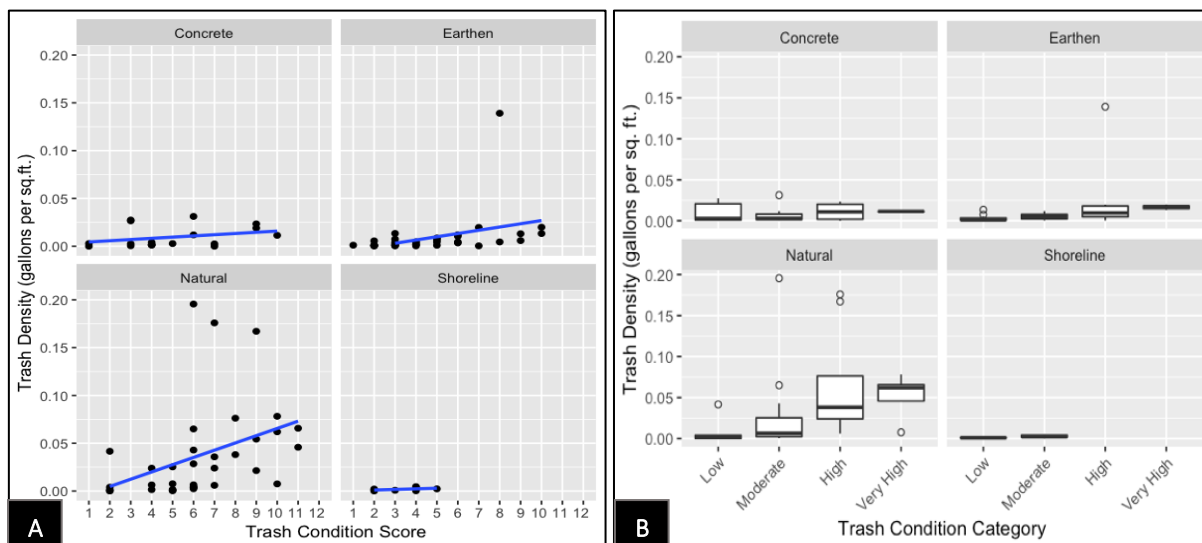 Concrete
Earthen
0.20
0.15
0.10
0.05
0.00
Natural
Shoreline
0.20
0.15
0.10
0.05
0.00
1 2 3 4 5 6 7 8 9 10 11 12
1 2 3 4 5 6 7 8 9 10 11 12
Trash Density (gallons per sq.ft.)
Trash Condition Score
A
Concrete
Earthen
0.20
0.15
0.10
0.05
0.00
Natural
Shoreline
0.20
0.15
0.10
0.05
0.00
Low
Moderate
High
Very High
Low
Moderate
High
Very High
Trash Density (gallons per sq. ft.)
Trash Condition Category
B